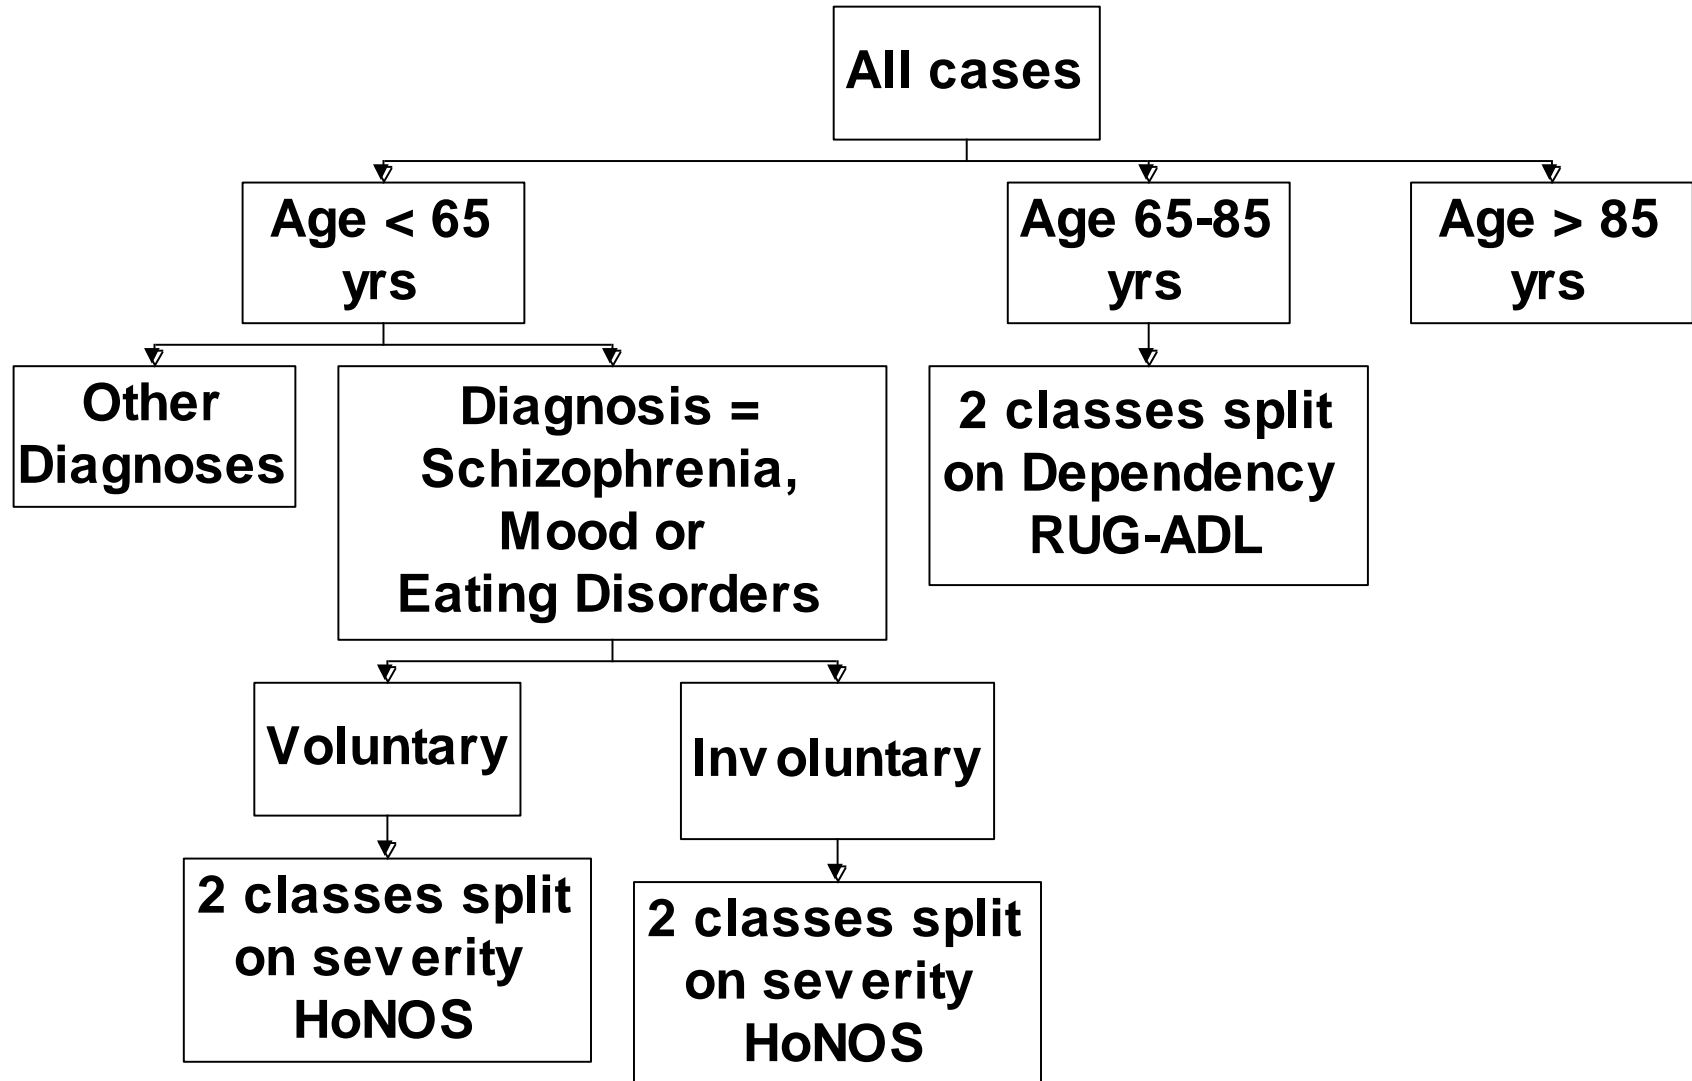 All cases
Age < 65
yrs
Age 65-85
yrs
Age > 85
yrs
Other
Diagnoses
Diagnosis =
Schizophrenia,
Mood or
Eating Disorders
2 classes split
on Dependency
RUG-ADL
Voluntary
Involuntary
2 classes split
on severity
HoNOS
2 classes split
on severity
HoNOS